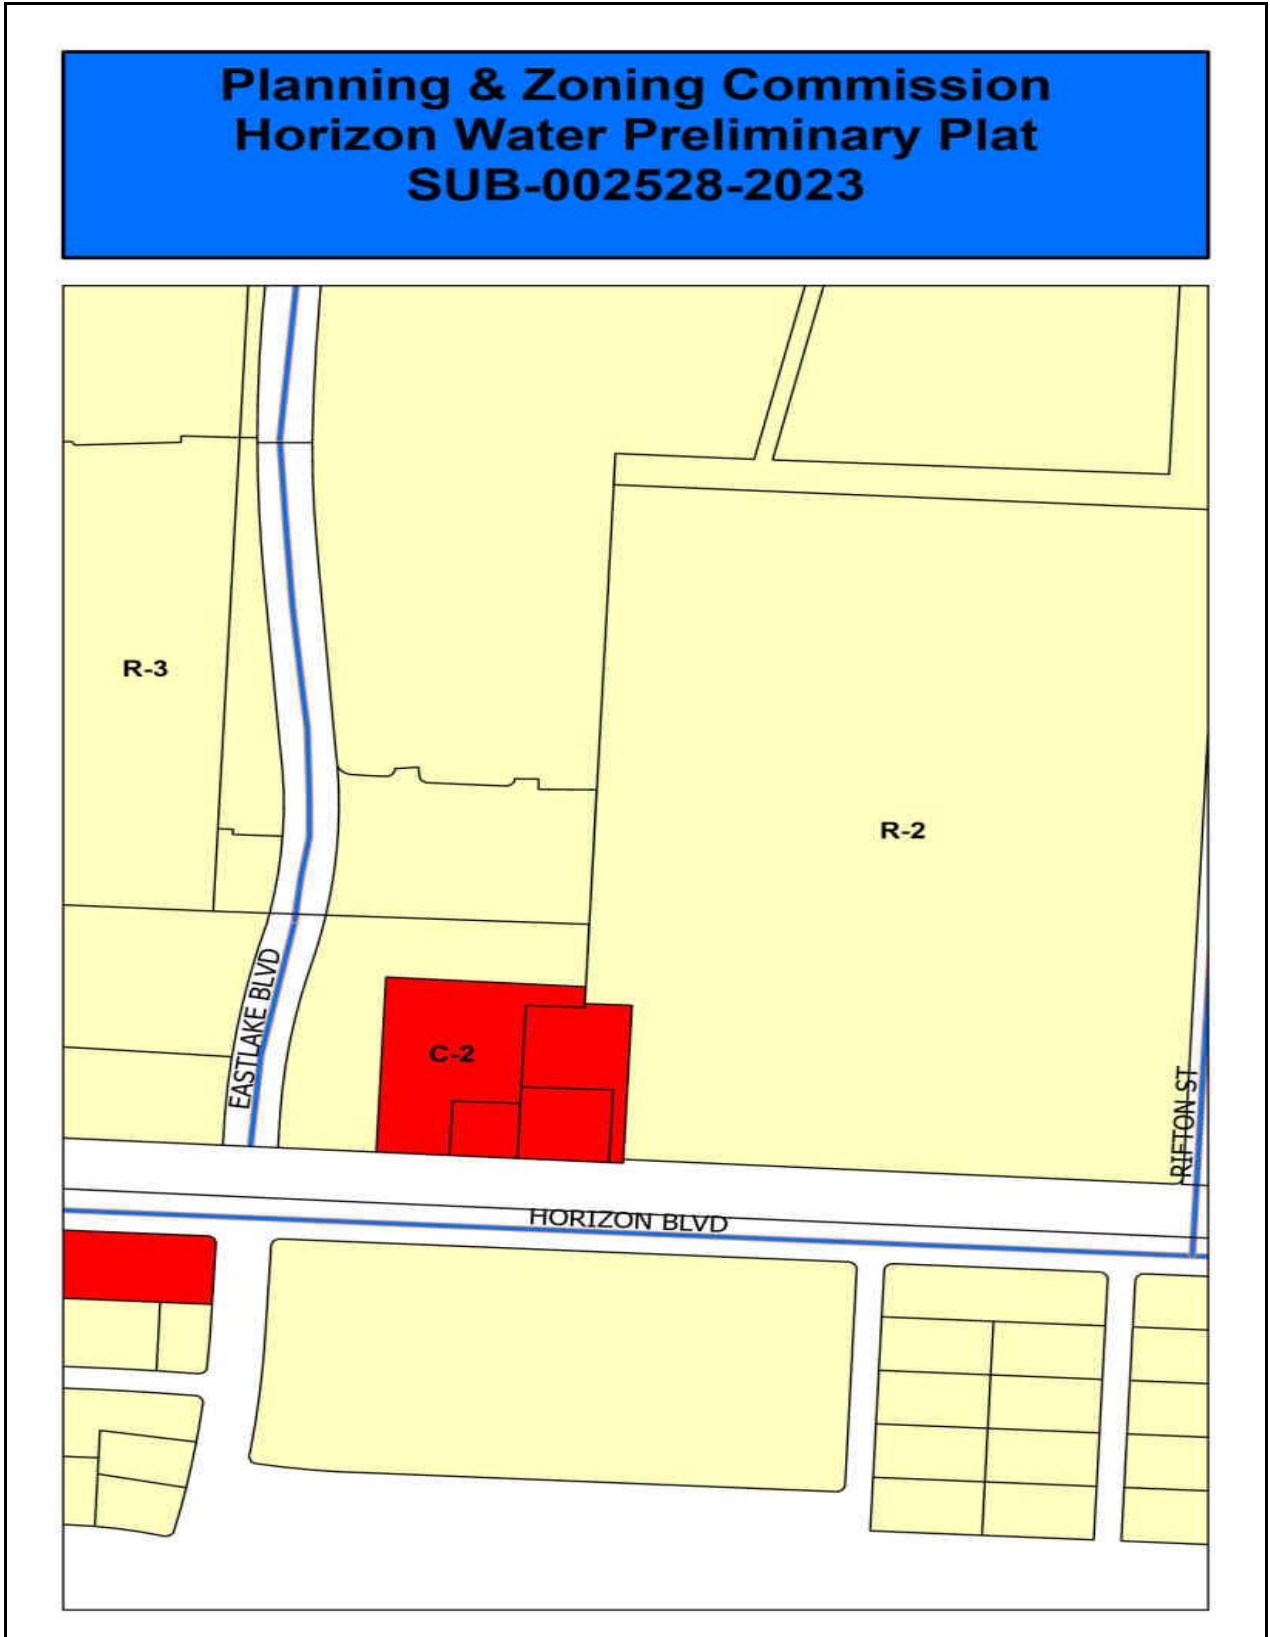 Planning & Zoning Commission
Horizon Water Preliminary Plat
SUB-002528-2023
R-3
R-2
EASTLAKE BLVD
C-2
RIFTON ST
HORIZON BLVD